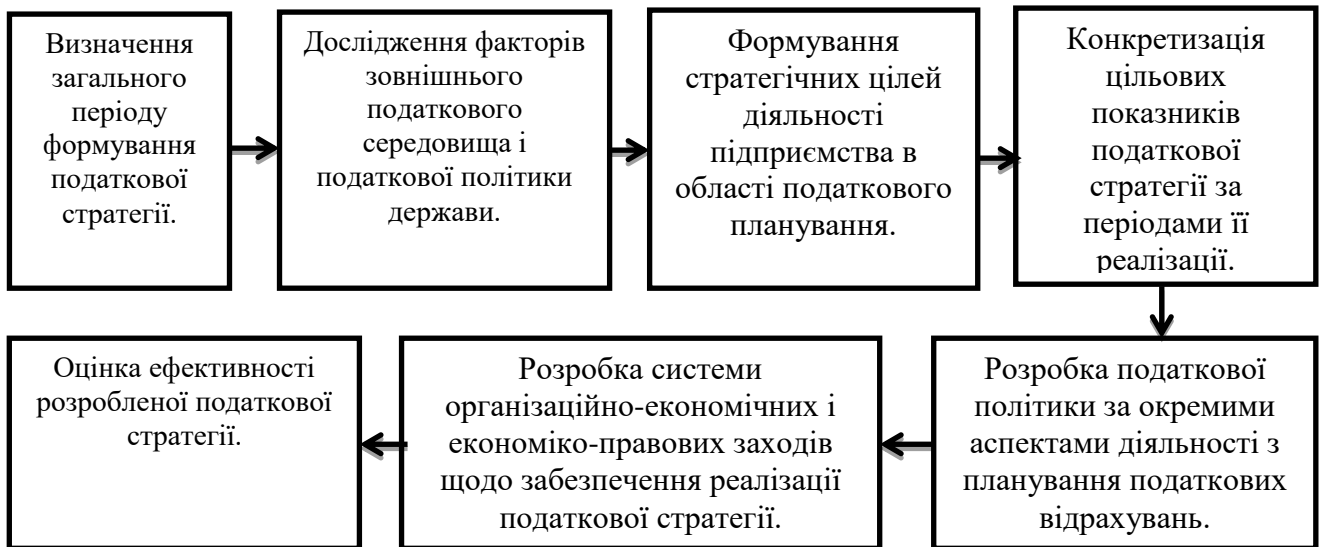 Визначення
загального
періоду
формування
податкової
стратегії.
Дослідження факторів
зовнішнього
податкового
середовища і
податкової політики
держави.
Формування
стратегічних цілей
діяльності
підприємства в
області податкового
планування.
Конкретизація
цільових
показників
податкової
стратегії за
періодами її
реалізації.
Розробка податкової
політики за окремими
аспектами діяльності з
планування податкових
відрахувань.
Розробка системи
організаційно-економічних і
економіко-правових заходів
щодо забезпечення реалізації
податкової стратегії.
Оцінка ефективності
розробленої податкової
стратегії.